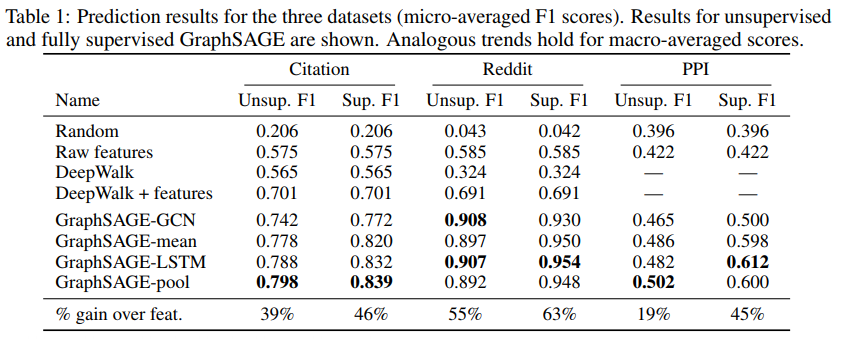 Table 1: Prediction results for the three datasets (micro-averaged F1 scores). Results for unsupervised
and fully supervised GraphSAGE are shown. Analogous trends hold for macro-averaged scores.
Citation Reddit PPI
Name Unsup. F1 Sup. F1 Unsup. F1 Sup. F1 Unsup. F1 Sup. F1
Random 0.206 0.206 0.043 0.042 0.396 0.396
Raw features 0.575 0.575 0.585 0.585 0.422 0.422
DeepWalk 0.565 0.565 0.324 0.324 — —
DeepWalk + features 0.701 0.701 0.691 0.691 — —
GraphSAGE-GCN 0.742 0.772 0.908 0.930 0.465 0.500
GraphSAGE-mean 0.778 0.820 0.897 0.950 0.486 0.598
GraphSAGE-LSTM 0.788 0.832 0.907 0.954 0.482 0.612
GraphSAGE-pool 0.798 0.839 0.892 0.948 0.502 0.600
% gain over feat. 39% 46% 55% 63% 19% 45%